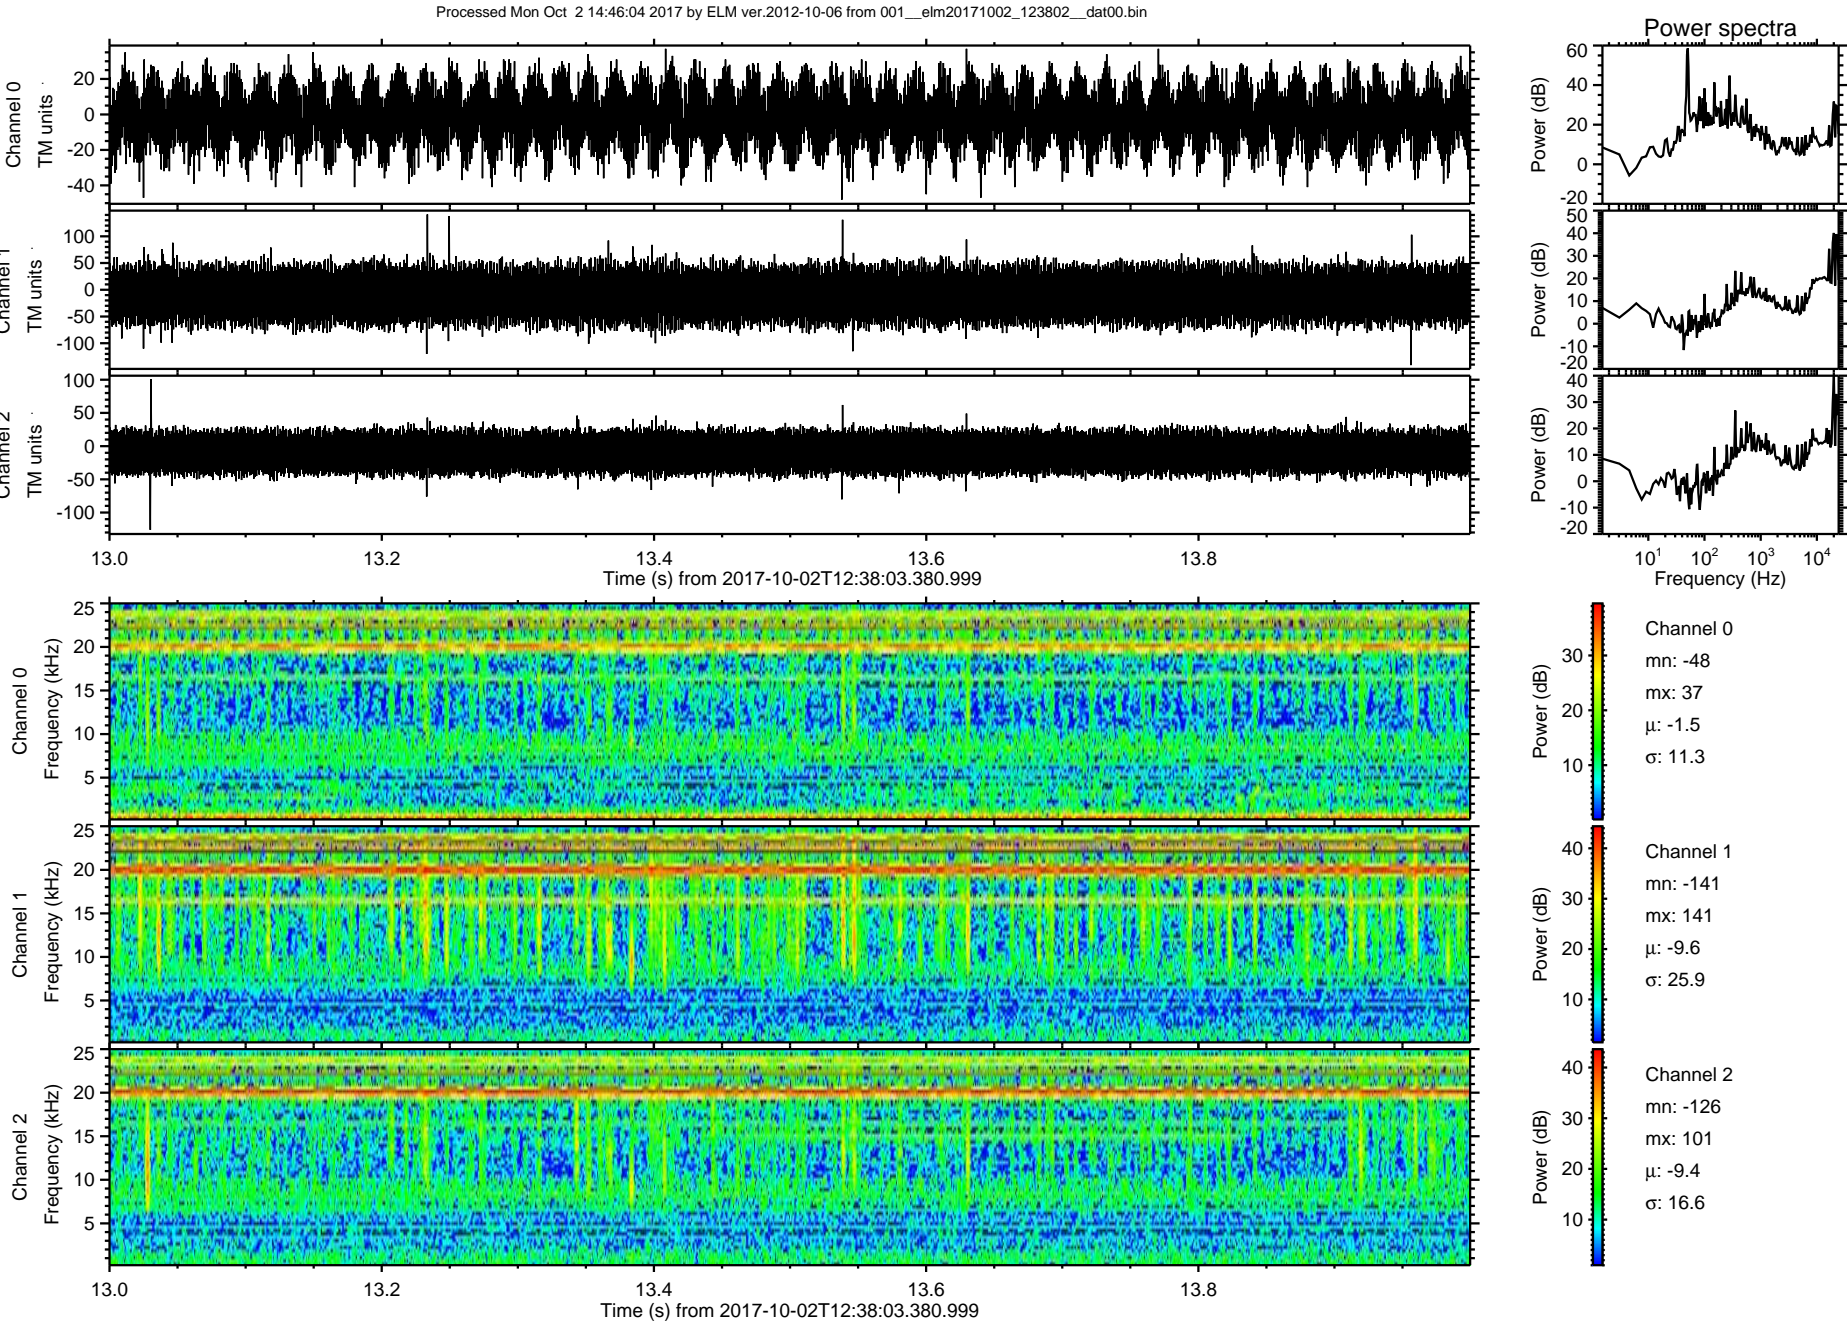 Processed Mon Oct  2 14:46:04 2017 by ELM ver.2012-10-06 from 001__elm20171002_123802__dat00.bin
Power spectra
Channel 0
TM units
20
0
-20
-40
Power (dB)
60
40
20
0
-20
Channel 1
TM units
100
50
0
-50
-100
Power (dB)
50
40
30
20
10
0
-10
-20
Channel 2
TM units
100
50
0
-50
-100
Power (dB)
40
30
20
10
0
-10
-20
13.0 13.2 13.4 13.6 13.8
Time (s) from 2017-10-02T12:38:03.380.999
10^1 10^2 10^3 10^4
Frequency (Hz)
Channel 0
Frequency (kHz)
25
20
15
10
5
Power (dB)
30
20
10
Channel 0
mn: -48
mx: 37
μ: -1.5
σ: 11.3
Channel 1
Frequency (kHz)
25
20
15
10
5
Power (dB)
40
30
20
10
Channel 1
mn: -141
mx: 141
μ: -9.6
σ: 25.9
Channel 2
Frequency (kHz)
25
20
15
10
5
Power (dB)
40
30
20
10
Channel 2
mn: -126
mx: 101
μ: -9.4
σ: 16.6
13.0 13.2 13.4 13.6 13.8
Time (s) from 2017-10-02T12:38:03.380.999